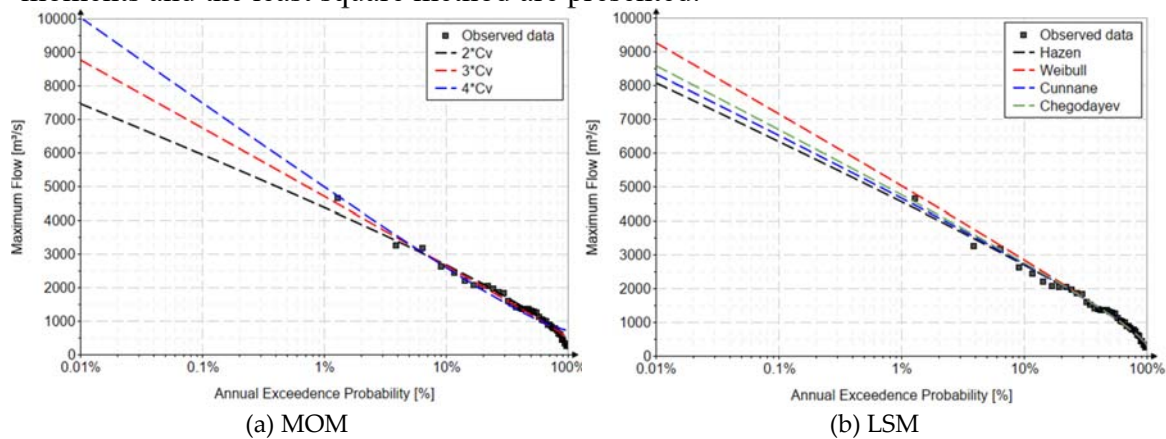 moments and the least square method are presented.
10000
9000
8000
7000
6000
5000
4000
3000
2000
1000
0
Maximum Flow [m³/s]
Observed data
2*Cv
3*Cv
4*Cv
0.01%
0.1%
1%
10%
100%
Annual Exceedence Probability [%]
(a) MOM
10000
9000
8000
7000
6000
5000
4000
3000
2000
1000
0
Maximum Flow [m³/s]
Observed data
Hazen
Weibull
Cunnane
Chegodayev
0.01%
0.1%
1%
10%
100%
Annual Exceedence Probability [%]
(b) LSM